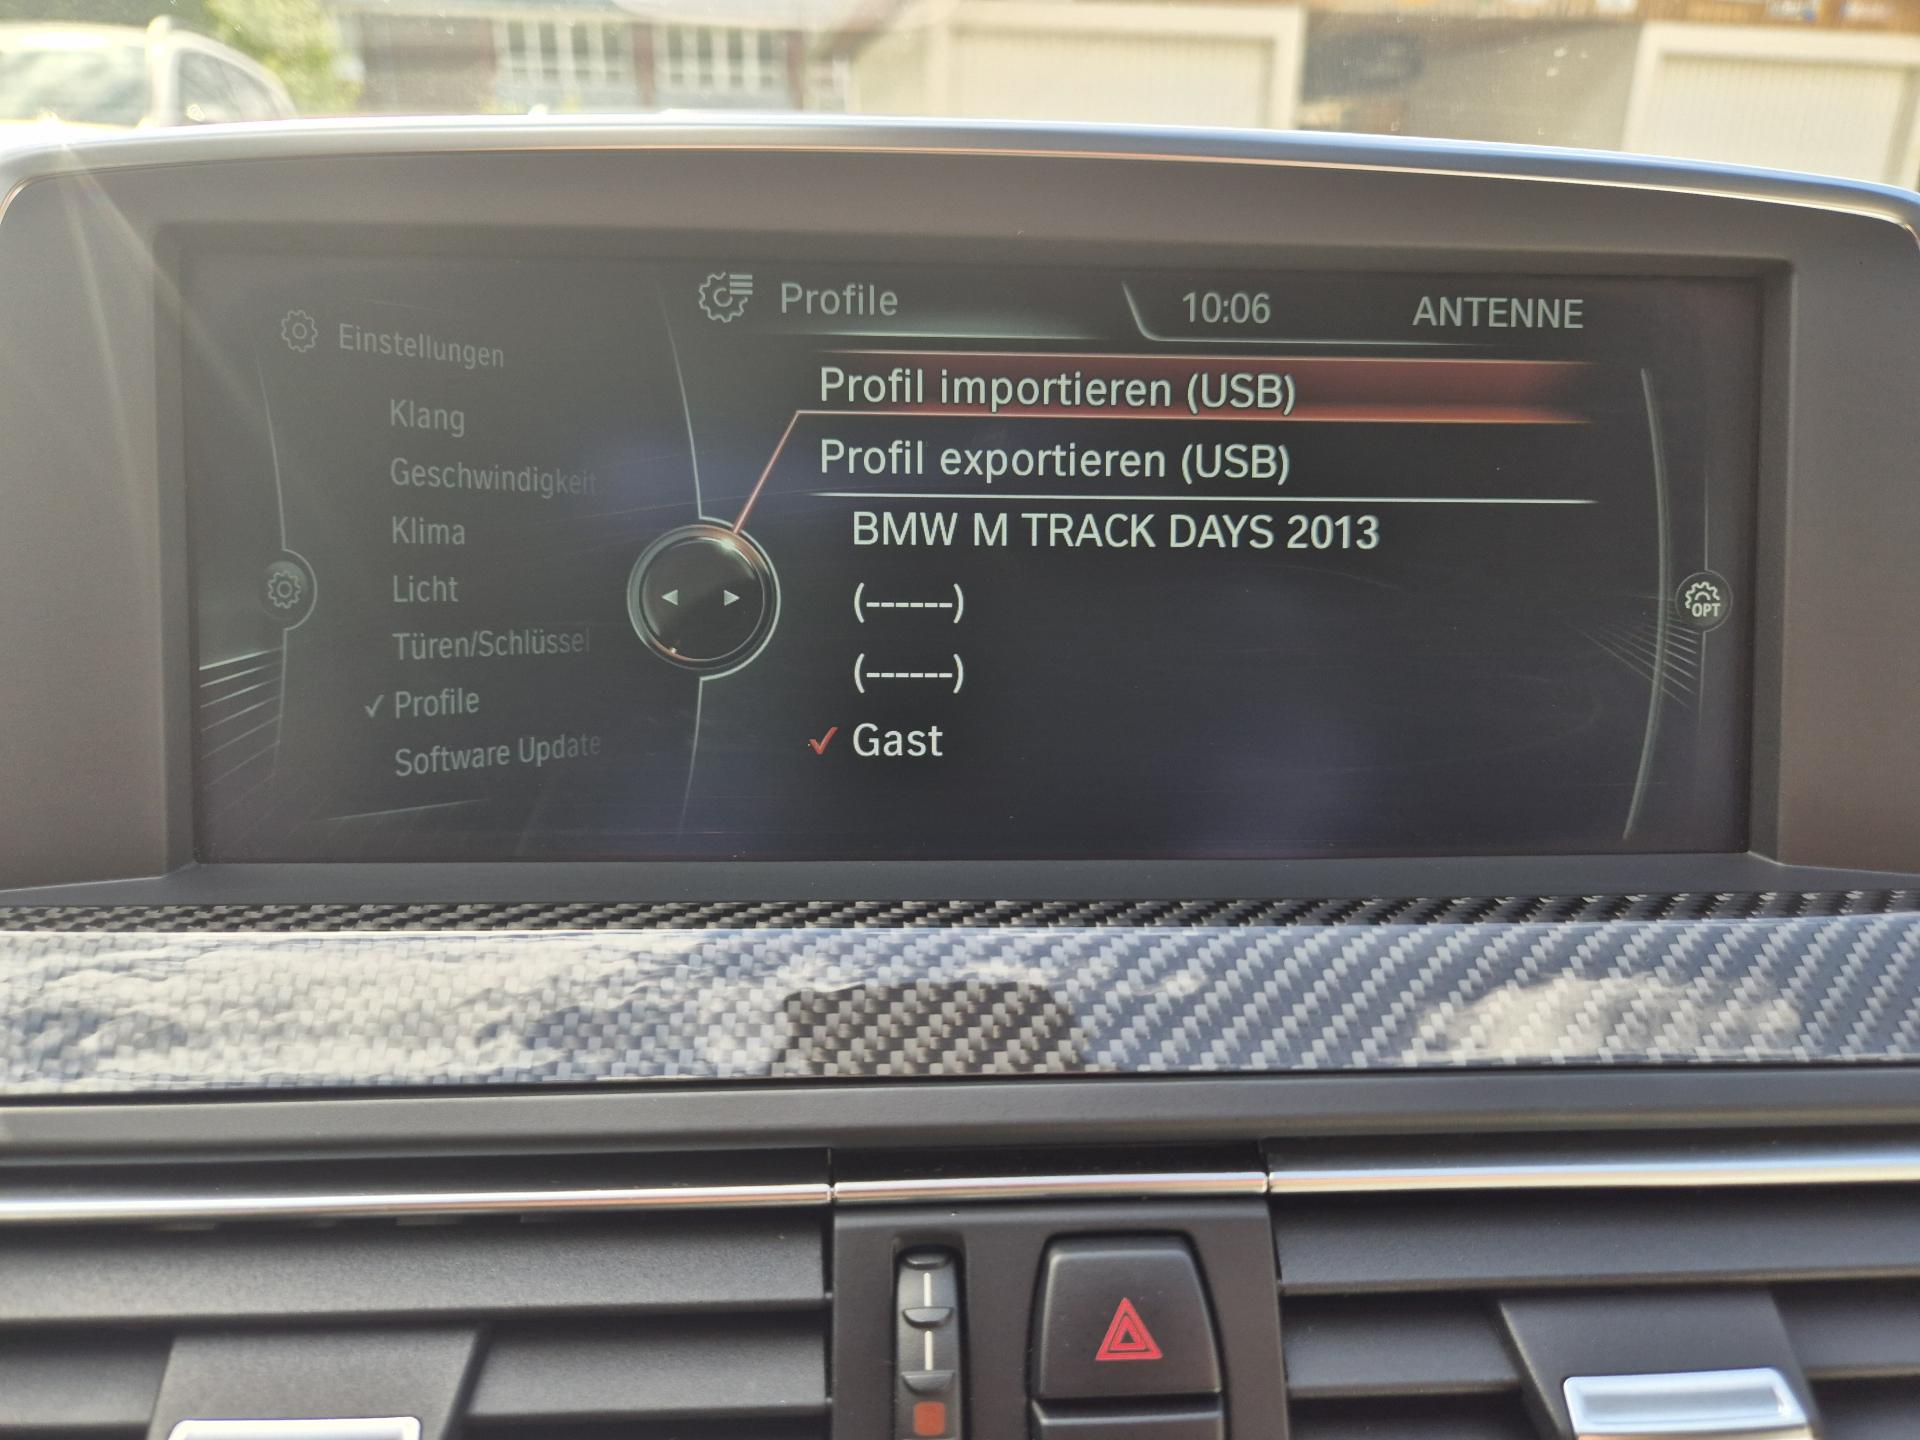 Einstellungen
Klang
Geschwindigkeit
Klima
Licht
Türen/Schlüssel
✓ Profile
Software Update
Profile
10:06
ANTENNE
Profil importieren (USB)
Profil exportieren (USB)
BMW M TRACK DAYS 2013
(------)
(------)
✓ Gast
OPT